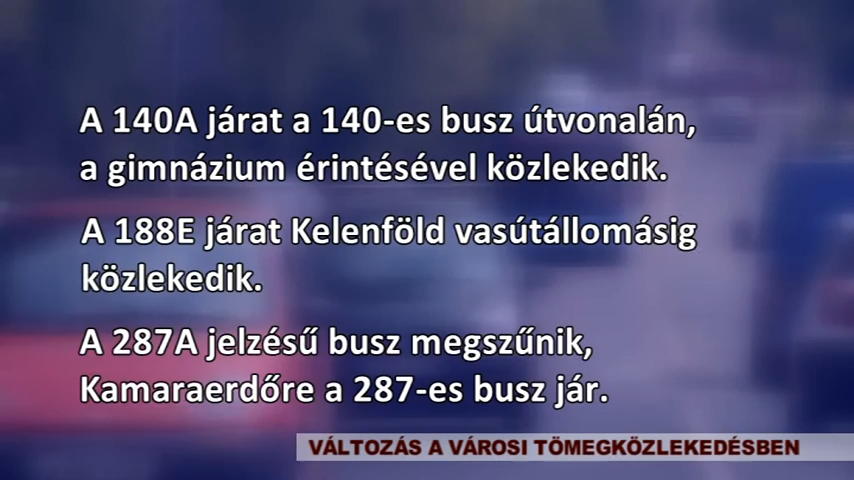 A 140A járat a 140-es busz útvonalán,
a gimnázium érintésével közlekedik.
A 188E járat Kelenföld vasútállomásig
közlekedik.
A 287A jelzésű busz megszűnik,
Kamaraerdőre a 287-es busz jár.
VÁLTOZÁS A VÁROSI TÖMEGKÖZLEKEDÉSBEN